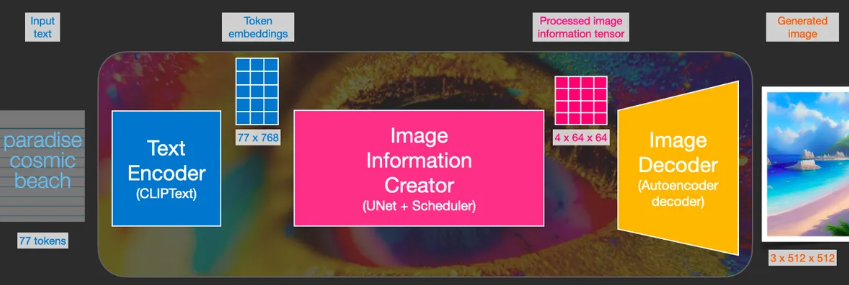 Input
text
Token
embeddings
Processed image
information tensor
Generated
image
paradise
cosmic
beach
77 tokens
Text
Encoder
(CLIPText)
77 x 768
Image
Information
Creator
(UNet + Scheduler)
4 x 64 x 64
Image
Decoder
(Autoencoder
decoder)
3 x 512 x 512